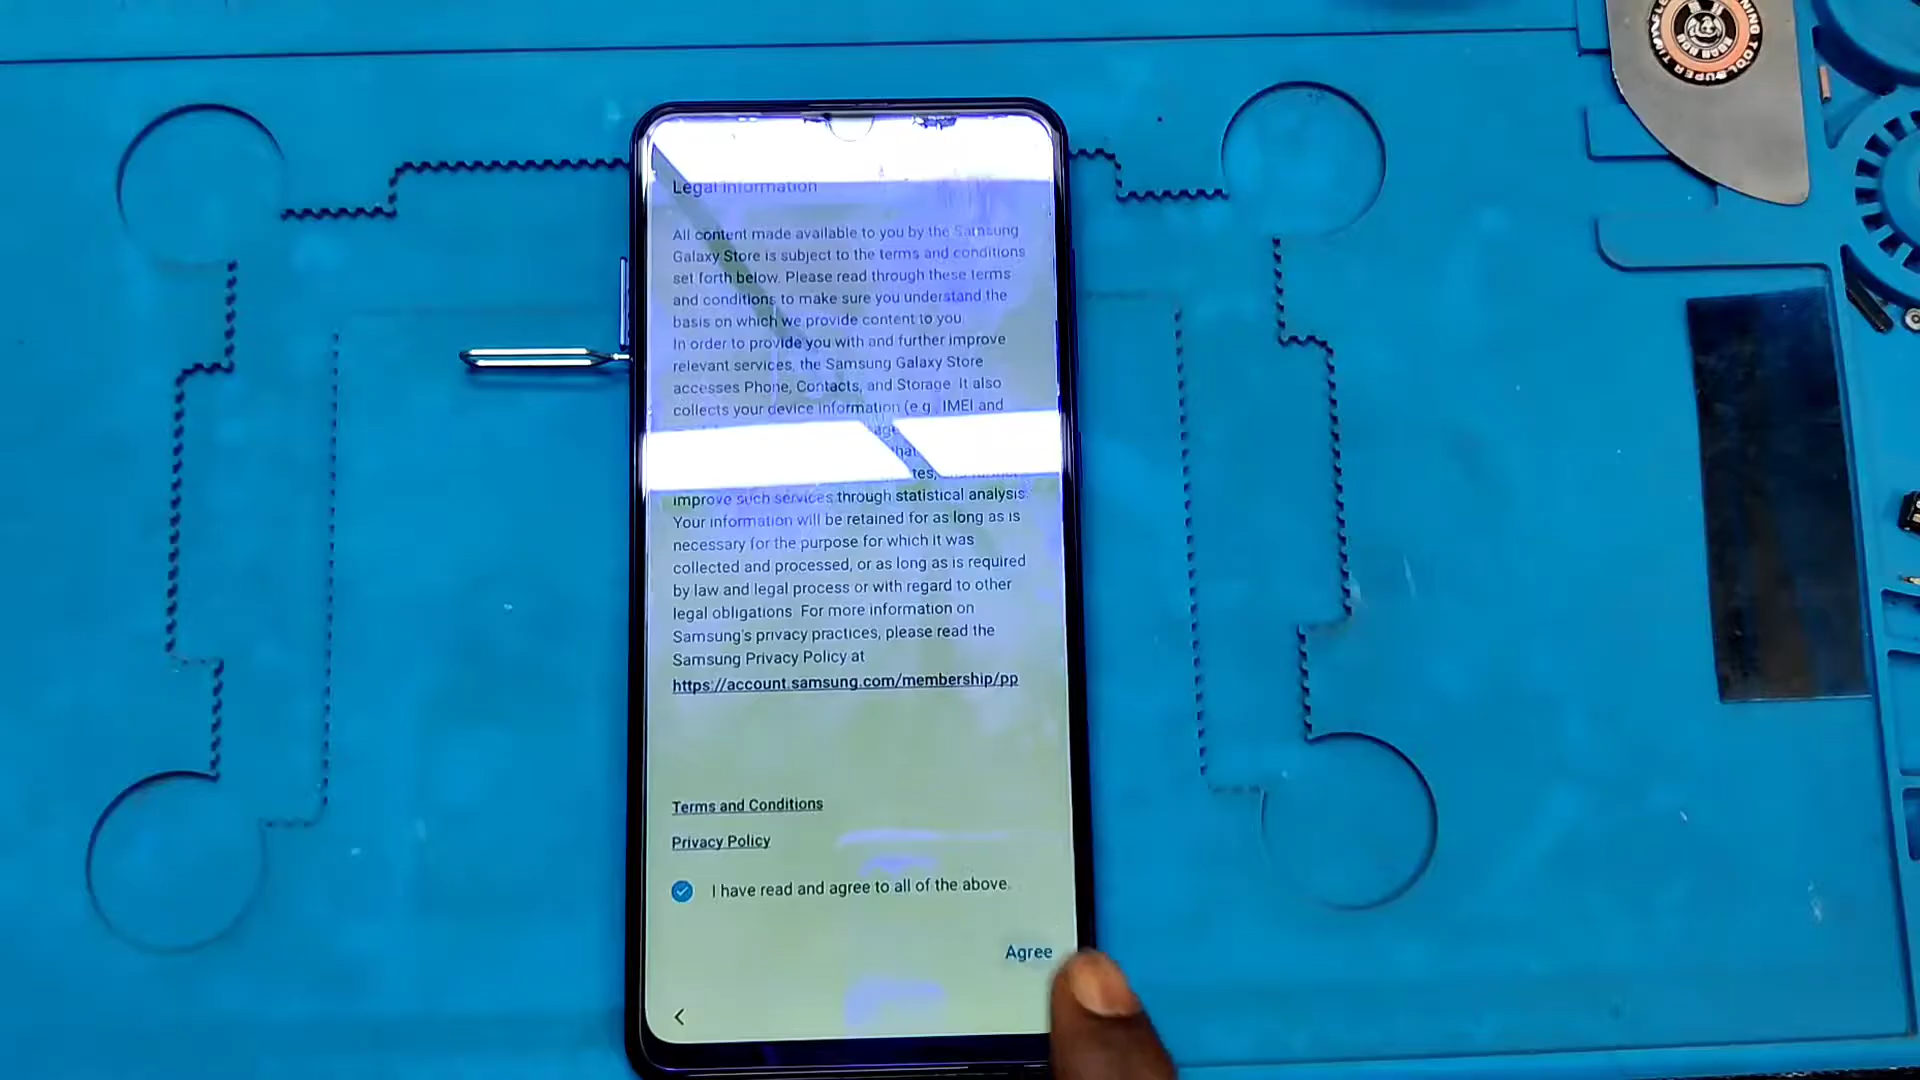 Legal information
All content made available to you by the Samsung
Galaxy Store is subject to the terms and conditions
set forth below. Please read through these terms
and conditions to make sure you understand the
basis on which we provide content to you.
In order to provide you with and further improve
relevant services, the Samsung Galaxy Store
accesses Phone, Contacts, and Storage. It also
collects your device information (e.g., IMEI and
improve such services through statistical analysis.
Your information will be retained for as long as is
necessary for the purpose for which it was
collected and processed, or as long as is required
by law and legal process or with regard to other
legal obligations. For more information on
Samsung's privacy practices, please read the
Samsung Privacy Policy at
https://account.samsung.com/membership/pp
Terms and Conditions
Privacy Policy
I have read and agree to all of the above.
Agree